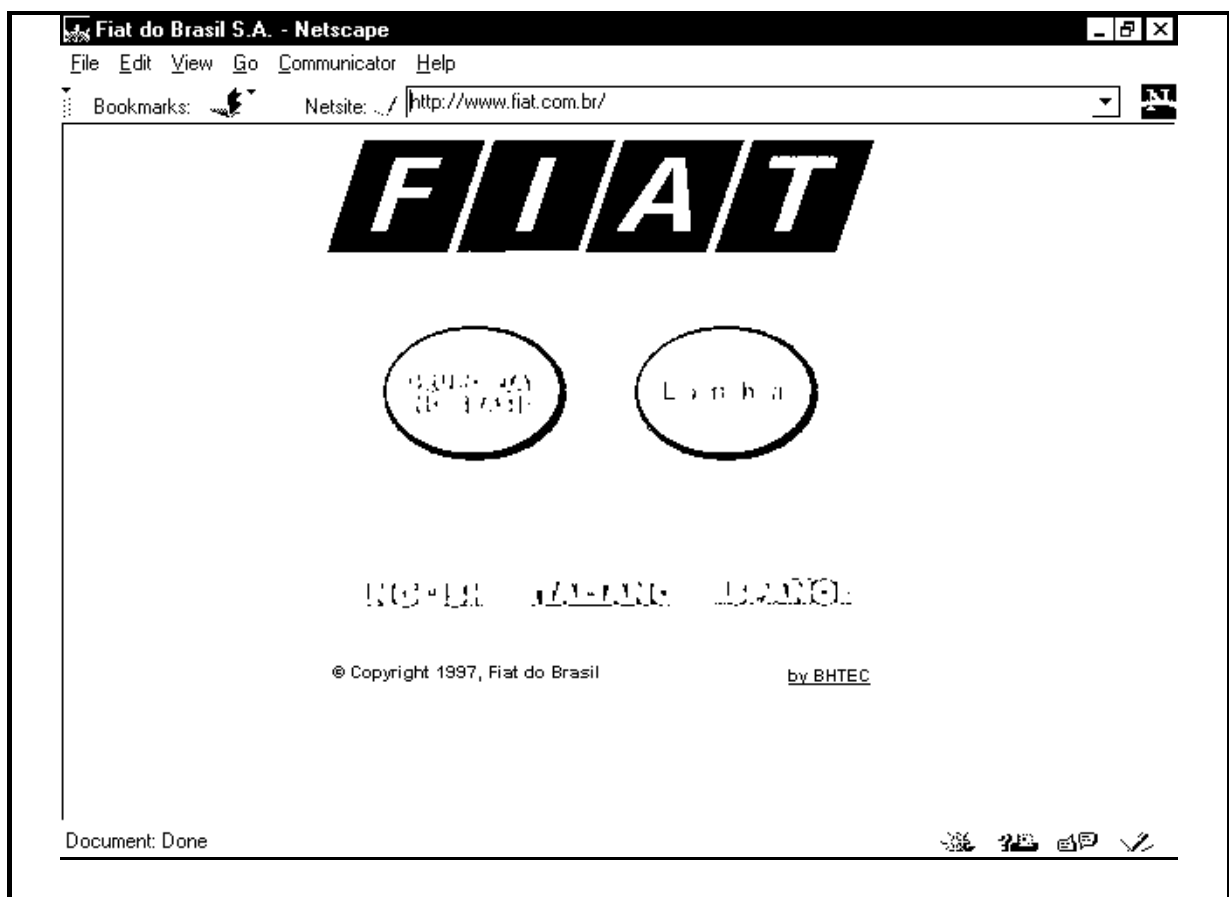 Fiat do Brasil S.A. - Netscape
File Edit View Go Communicator Help
Bookmarks: Netsite: http://www.fiat.com.br/
FIAT
© Copyright 1997, Fiat do Brasil by BHTEC
Document: Done